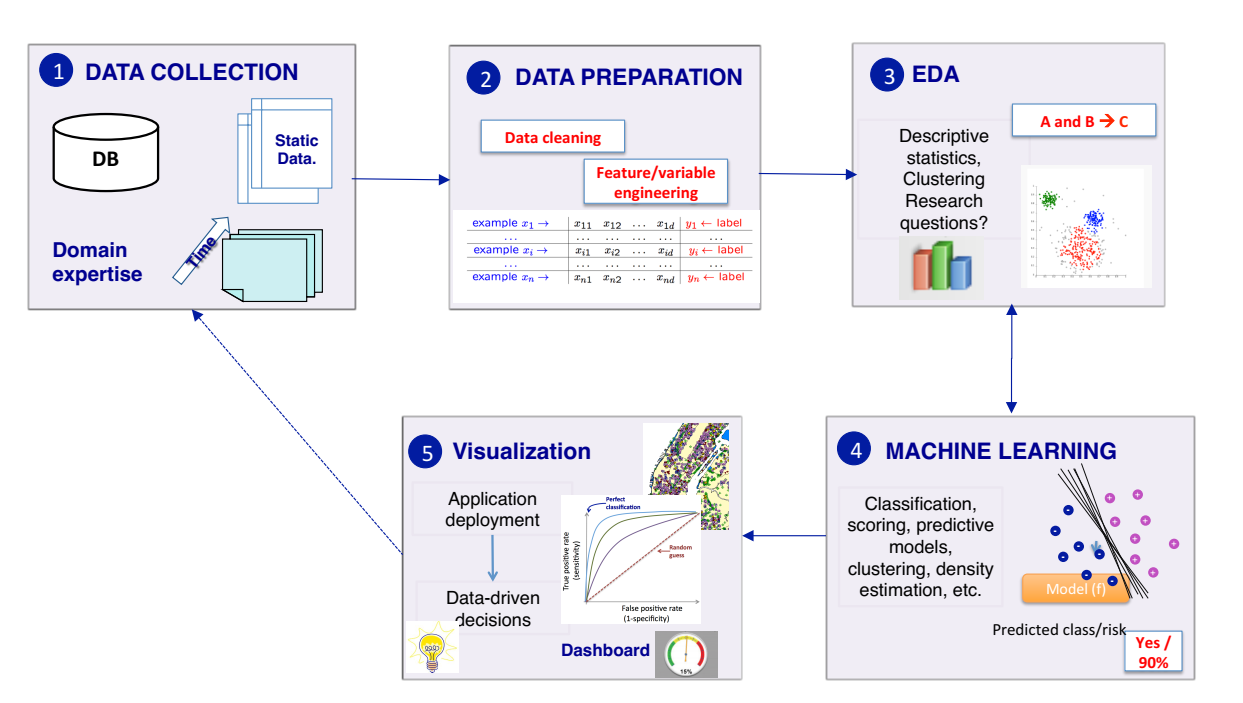 1 DATA COLLECTION
DB
Static
Data.
Time
Domain
expertise
2 DATA PREPARATION
Data cleaning
Feature/variable
engineering
example x₁ → x₁₁ x₁₂ … x₁d y₁ ← label
… … … … … …
example xᵢ → xᵢ₁ xᵢ₂ … xᵢd yᵢ ← label
… … … … … …
example xₙ → xₙ₁ xₙ₂ … xₙd yₙ ← label
3 EDA
A and B → C
Descriptive
statistics,
Clustering
Research
questions?
4 MACHINE LEARNING
Classification,
scoring, predictive
models,
clustering, density
estimation, etc.
Model (f)
Predicted class/risk
Yes /
90%
5 Visualization
Application
deployment
Data-driven
decisions
Perfect
classification
True positive rate
(sensitivity)
Random
guess
False positive rate
(1-specificity)
Dashboard
15%